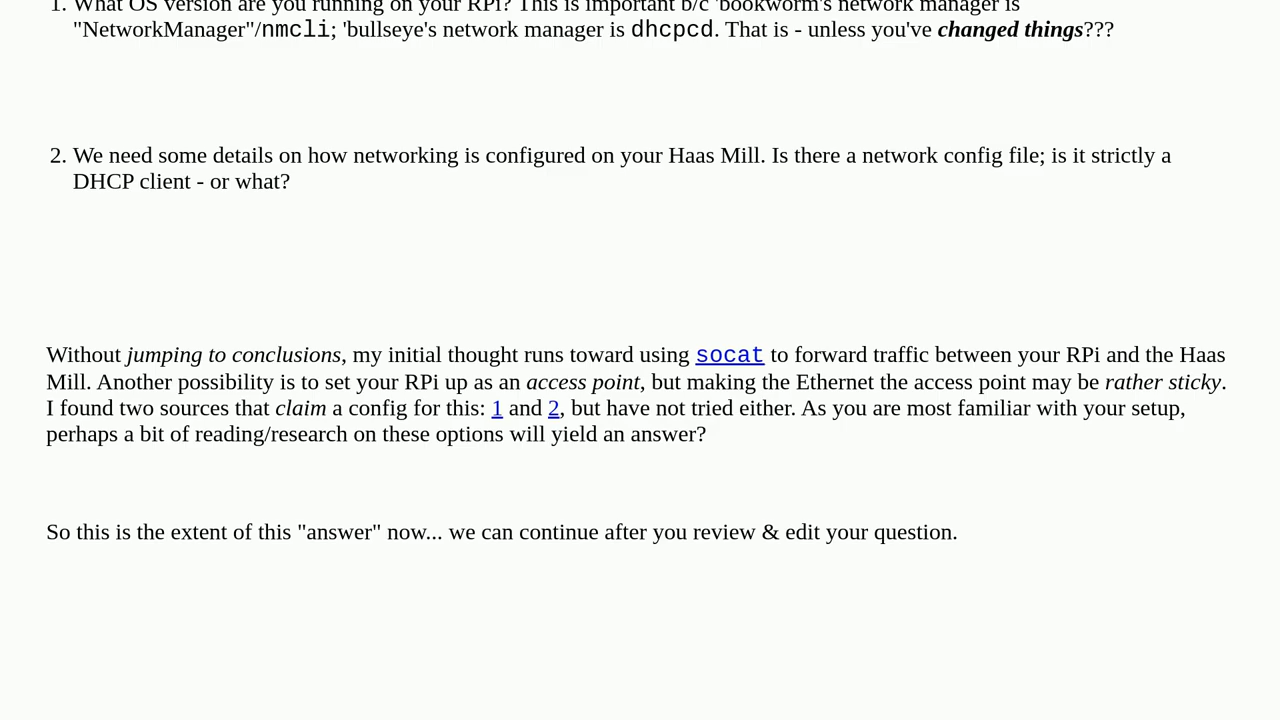 1. What OS version are you running on your RPi? This is important b/c 'bookworm's network manager is
"NetworkManager"/nmcli; 'bullseye's network manager is dhcpcd. That is - unless you've changed things???
2. We need some details on how networking is configured on your Haas Mill. Is there a network config file; is it strictly a
DHCP client - or what?
Without jumping to conclusions, my initial thought runs toward using socat to forward traffic between your RPi and the Haas
Mill. Another possibility is to set your RPi up as an access point, but making the Ethernet the access point may be rather sticky.
I found two sources that claim a config for this: 1 and 2, but have not tried either. As you are most familiar with your setup,
perhaps a bit of reading/research on these options will yield an answer?
So this is the extent of this "answer" now... we can continue after you review & edit your question.